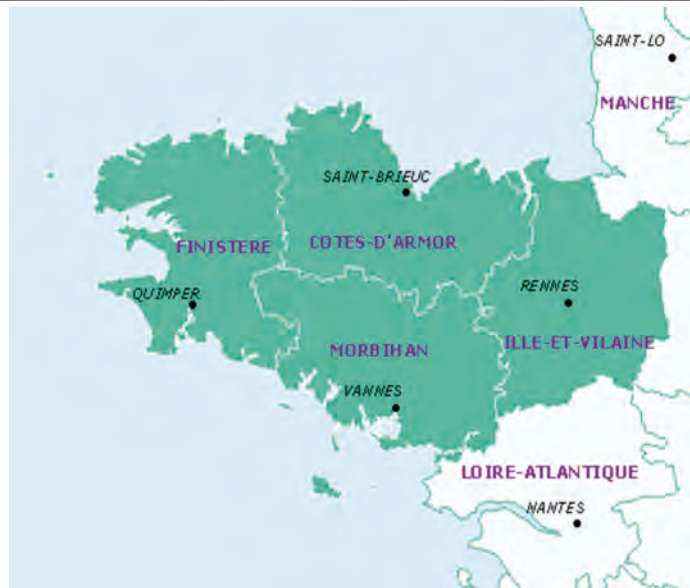 SAINT-LO
MANCHE
SAINT-BRIEUC
FINISTERE
COTES-D'ARMOR
QUIMPER
RENNES
MORBIHAN
ILLE-ET-VILAINE
VANNES
LOIRE-ATLANTIQUE
NANTES